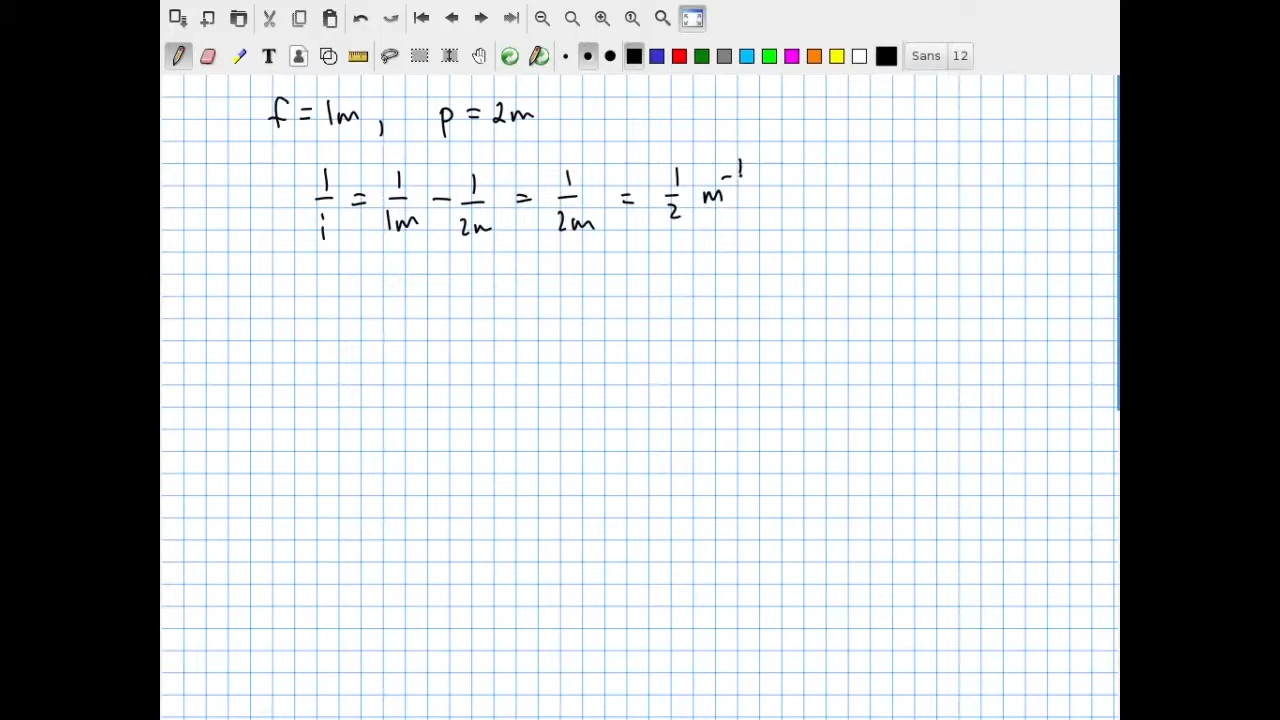 T Sans 12
f = 1m, p = 2m
1/i = 1/1m - 1/2m = 1/2m = 1/2 m⁻¹